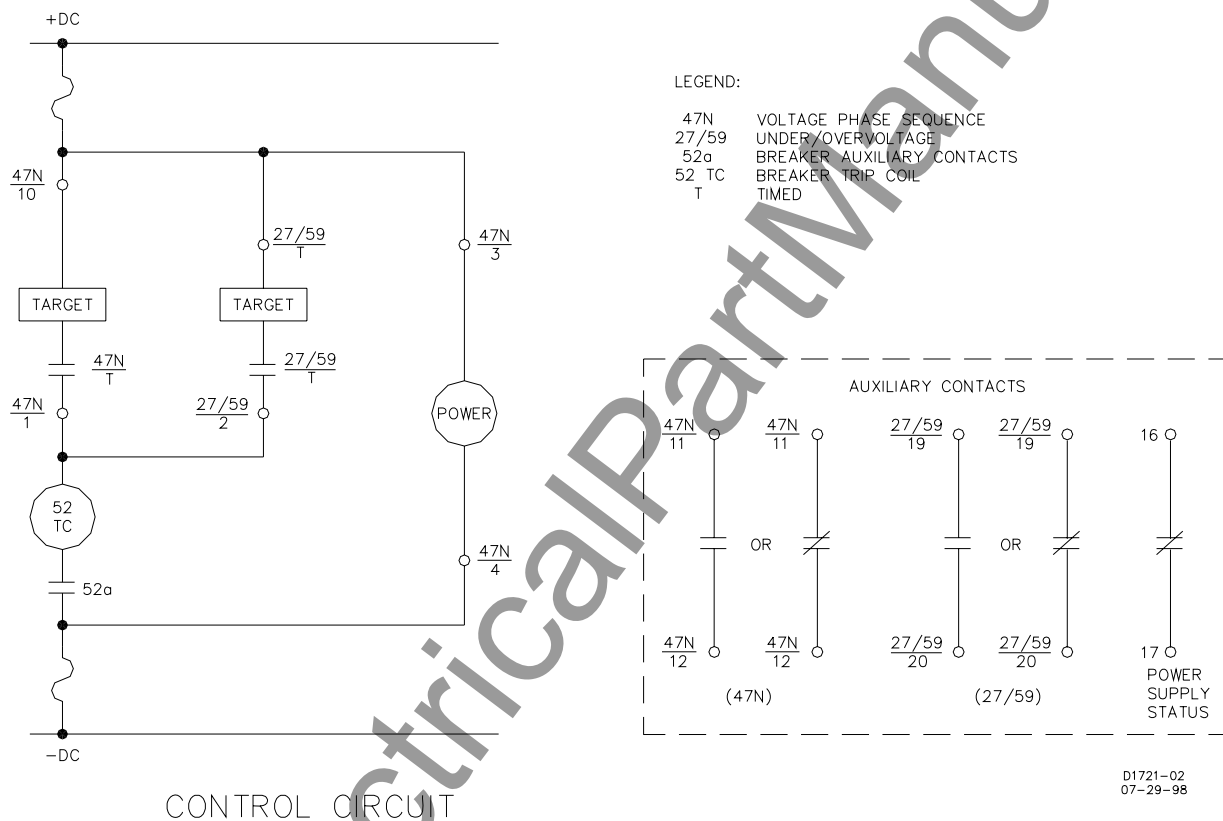 +DC
47N
10
27/59
T
47N
3
TARGET
TARGET
47N
T
27/59
T
47N
1
27/59
2
POWER
52
TC
47N
4
52a
-DC
CONTROL CIRCUIT
LEGEND:
47N VOLTAGE PHASE SEQUENCE
27/59 UNDER/OVERVOLTAGE
52a BREAKER AUXILIARY CONTACTS
52 TC BREAKER TRIP COIL
T TIMED
AUXILIARY CONTACTS
47N
11
47N
11
27/59
19
27/59
19
16
OR
OR
47N
12
47N
12
27/59
20
27/59
20
17
(47N)
(27/59)
POWER
SUPPLY
STATUS
D1721-02
07-29-98
ctricalPartManu